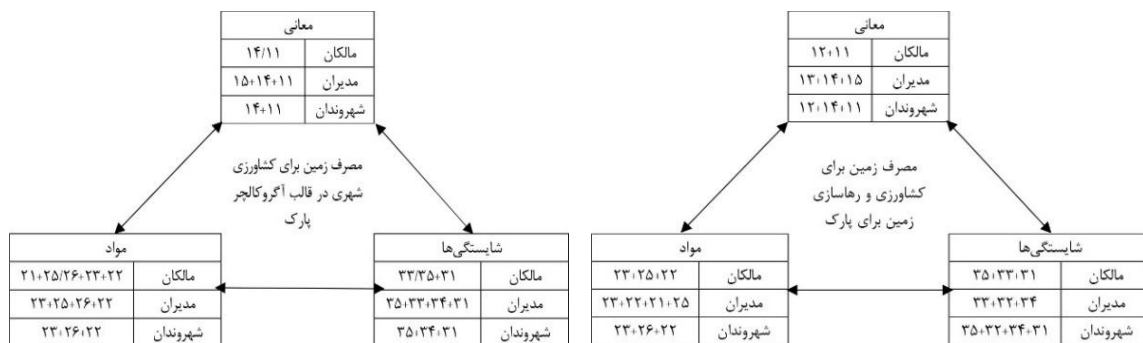 معانی
مالکان ۱۲+۱۱
مدیران ۱۳+۱۴+۱۵
شهروندان ۱۲+۱۴+۱۱
مصرف زمین برای
کشاورزی و رهاسازی
زمین برای پارک
شایستگی‌ها
مالکان ۳۵+۳۳+۳۱
مدیران ۳۳+۳۲+۳۴
شهروندان ۳۵+۳۲+۳۴+۳۱
مواد
مالکان ۲۳+۲۵+۲۲
مدیران ۲۳+۲۲+۲۱+۲۵
شهروندان ۲۳+۲۶+۲۲
معانی
مالکان ۱۴/۱۱
مدیران ۱۵+۱۴+۱۱
شهروندان ۱۴+۱۱
مصرف زمین برای کشاورزی
شهری در قالب آگروکالچر
پارک
شایستگی‌ها
مالکان ۳۳/۳۵+۳۱
مدیران ۳۵+۳۳+۳۴+۳۱
شهروندان ۳۵+۳۴+۳۱
مواد
مالکان ۲۱+۲۵/۲۶+۲۳+۲۲
مدیران ۲۳+۲۵+۲۶+۲۲
شهروندان ۲۳+۲۶+۲۲